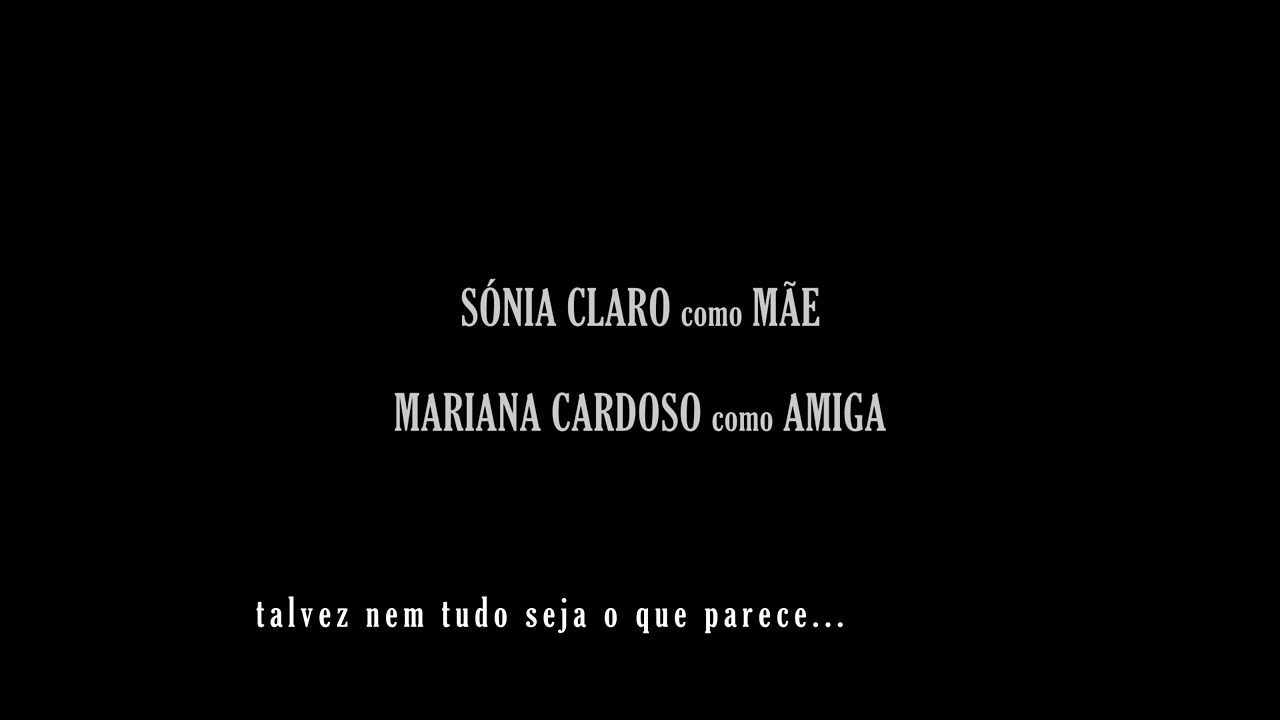 SÓNIA CLARO como MÃE
MARIANA CARDOSO como AMIGA
talvez nem tudo seja o que parece...